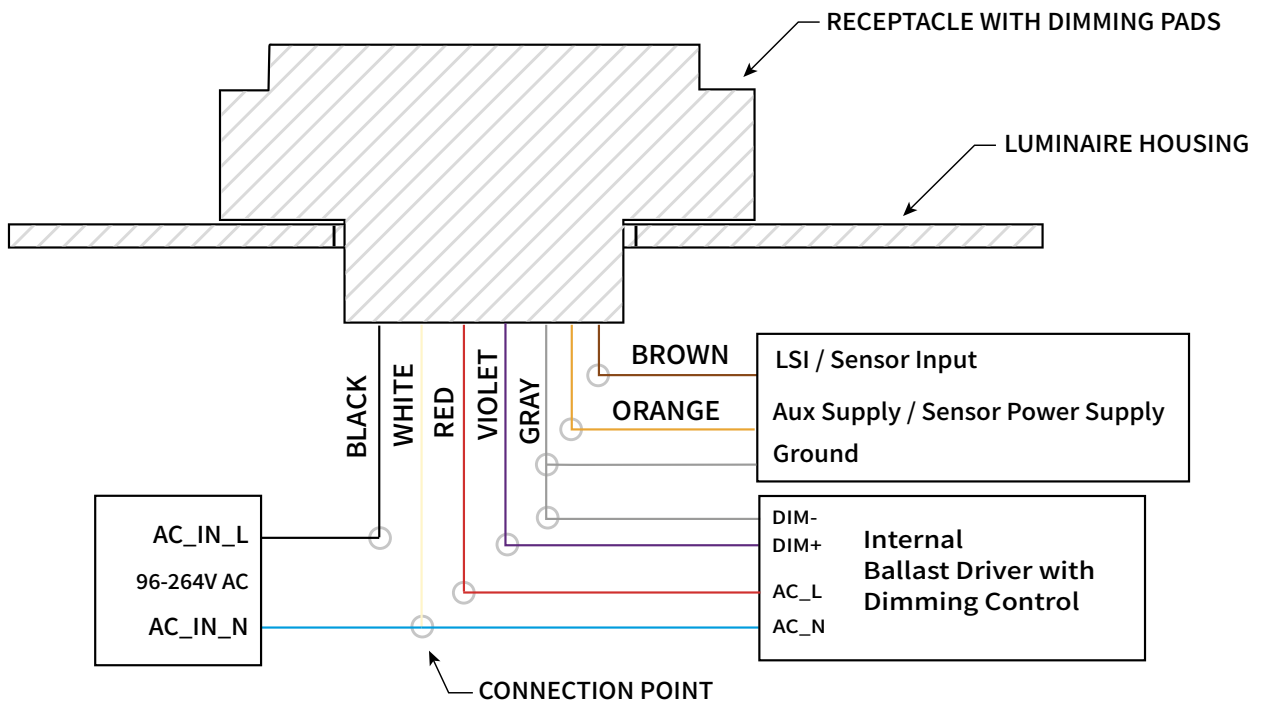 RECEPTACLE WITH DIMMING PADS
LUMINAIRE HOUSING
BLACK
WHITE
RED
VIOLET
GRAY
BROWN
ORANGE
LSI / Sensor Input
Aux Supply / Sensor Power Supply
Ground
AC_IN_L
96-264V AC
AC_IN_N
DIM-
DIM+
AC_L
AC_N
Internal
Ballast Driver with
Dimming Control
CONNECTION POINT